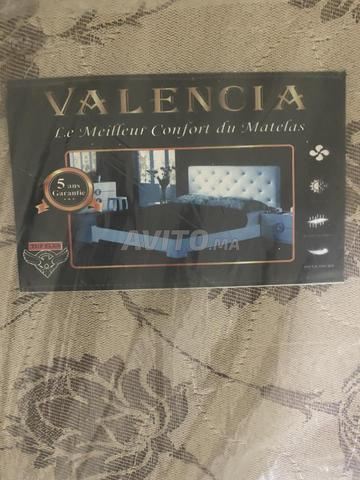 VALENCIA
Le Meilleur Confort du Matelas
5 ans
Garantie
AVITO.MA